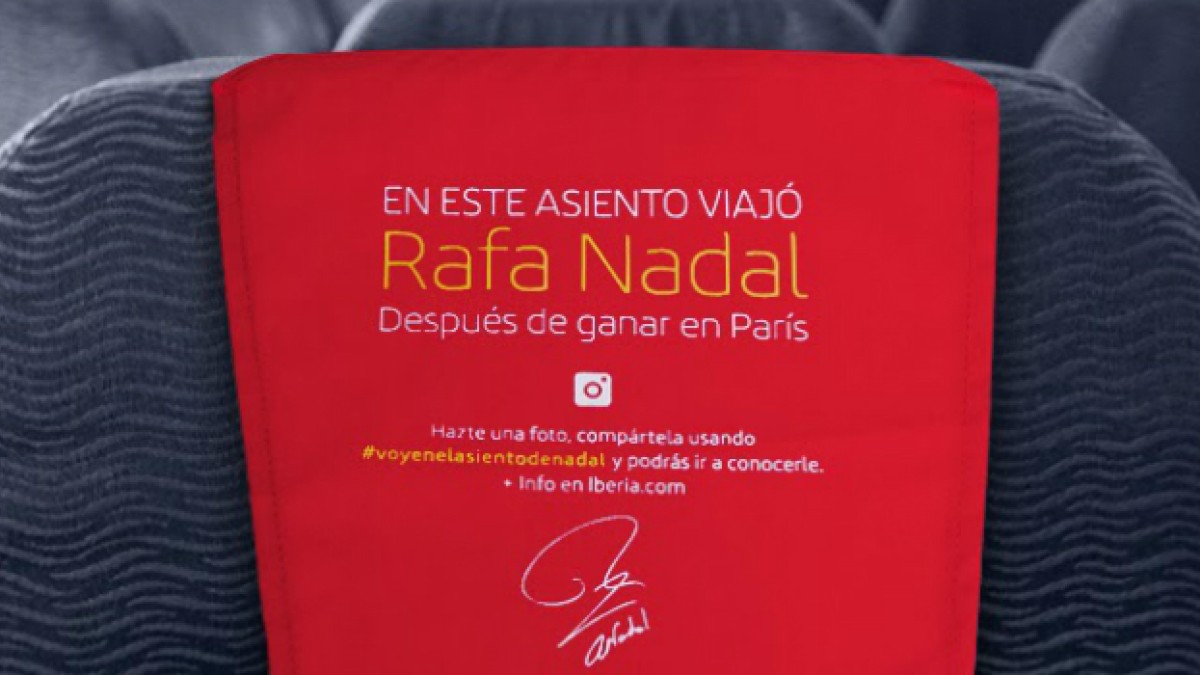 EN ESTE ASIENTO VIAJÓ
Rafa Nadal
Después de ganar en París
Hazte una foto, compártela usando
#voyenelasientodenadal y podrás ir a conocerle.
+ Info en Iberia.com
Nadal